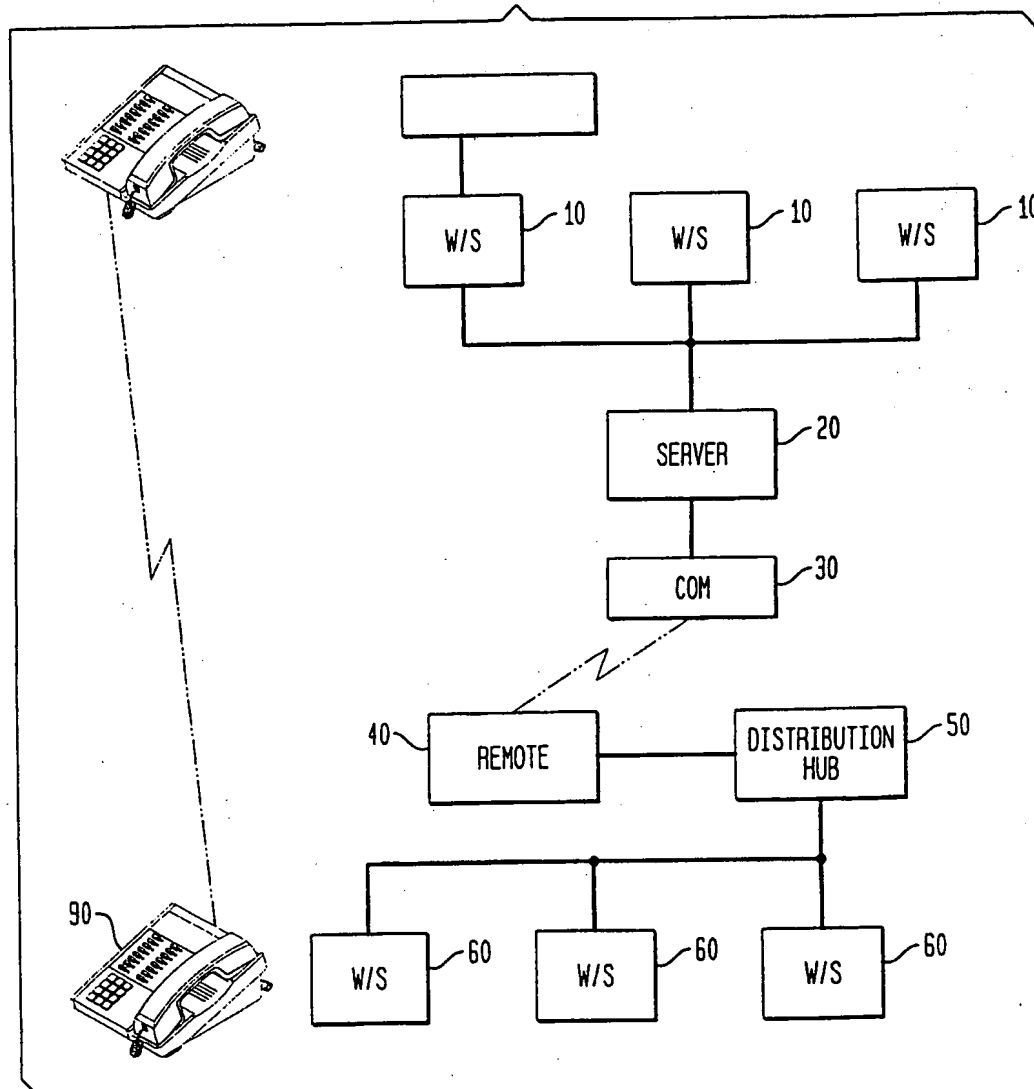 W/S
10
W/S
10
W/S
10
SERVER
20
COM
30
40
REMOTE
DISTRIBUTION
HUB
50
90
W/S
60
W/S
60
W/S
60